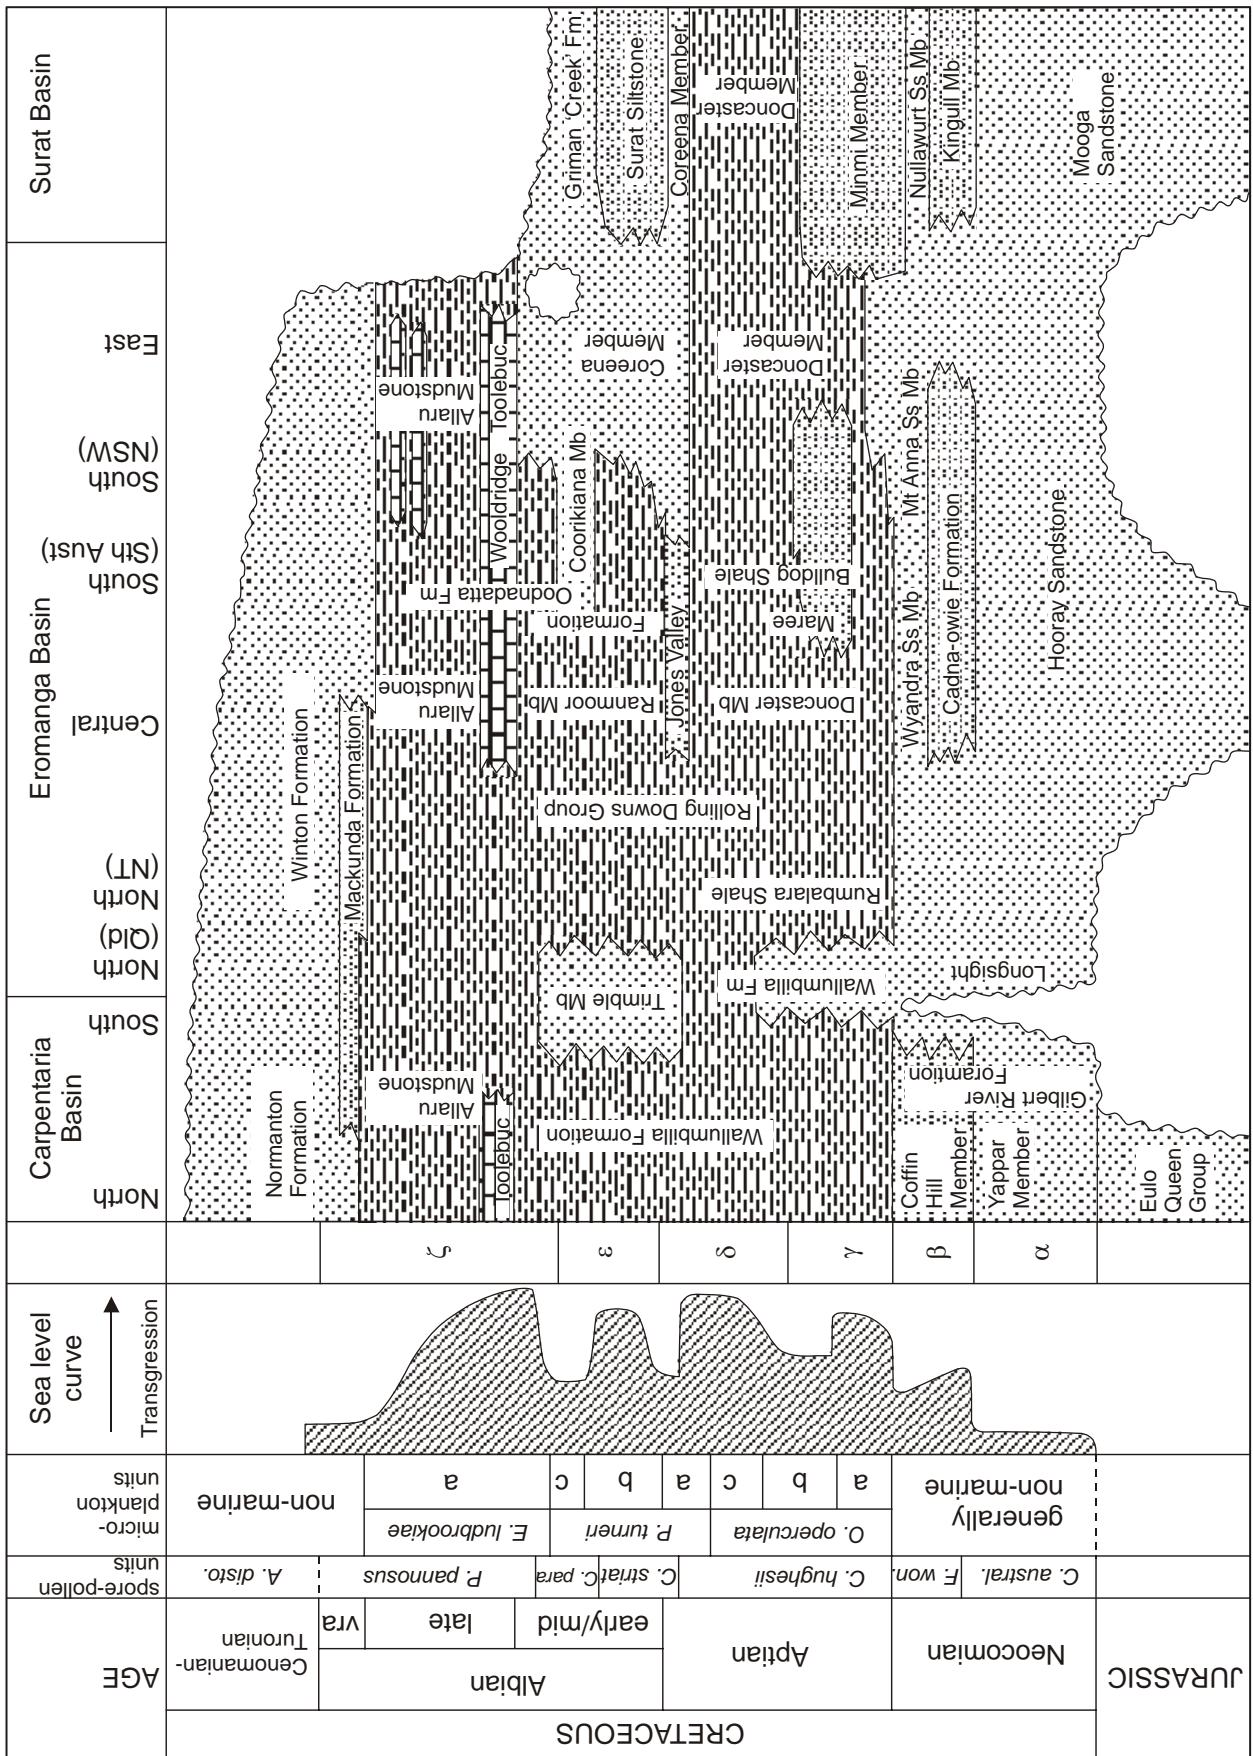 AGE
CRETACEOUS
JURASSIC
Cenomanian-
Turonian
Albian
vra
late
early/mid
Aptian
Neocomian
spore-pollen
units
A. disto.
P. pannosus
C. para
C. striat
C. hughesii
F. won.
C. austral.
micro-
plankton
units
non-marine
E. ludbrookiae
P. turneri
O. operculata
a
c
b
a
c
b
a
generally
non-marine
Sea level
curve
Transgression
ζ
ε
δ
γ
β
α
Carpentaria
Basin
North
South
Eromanga Basin
North
(Qld)
North
(NT)
Central
South
(Sth Aust)
South
(NSW)
East
Surat Basin
Normanton
Formation
Allaru
Mudstone
Toolebuc
Wallumbilla Formation
Coffin
Hill
Member
Yappar
Member
Eulo
Queen
Group
Gilbert River
Foramtion
Trimble Mb
Wallumbilla Fm
Longsight
Winton Formation
Mackunda Formation
Rumbalara Shale
Rolling Downs Group
Allaru
Mudstone
Ranmoor Mb
Jones Valley
Doncaster Mb
Wyandra Ss Mb
Cadna-owe Formation
Hooray Sandstone
Oodnadatta Fm
Formation
Maree
Bulldog Shale
Wooldridge
Coorikiana Mb
Mt Anna Ss Mb
Allaru
Mudstone
Toolebuc
Coreena
Member
Doncaster
Member
Griman 'Creek' Fm
Surat Siltstone
Coreena Member
Doncaster
Member
Minmi Member
Nullawurt Ss Mb
Kingull Mb
Mooga
Sandstone